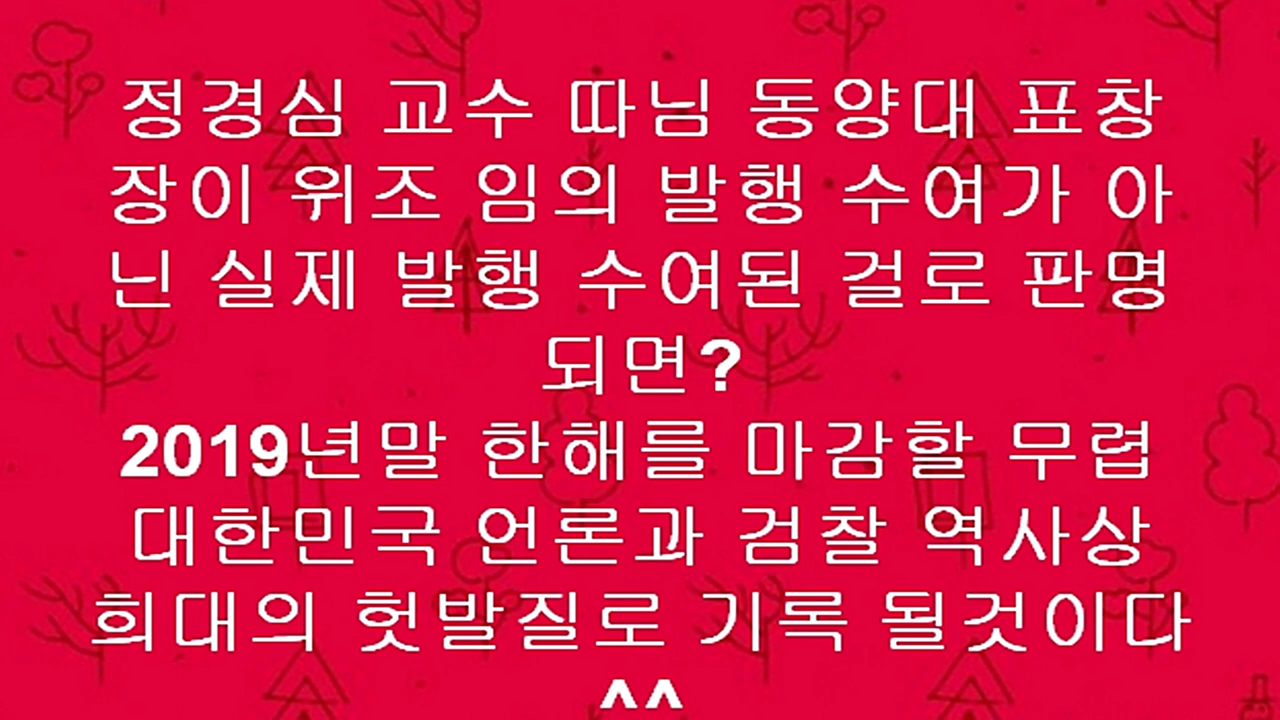 정경심 교수 따님 동양대 표창
장이 위조 임의 발행 수여가 아
닌 실제 발행 수여된 걸로 판명
되면?
2019년말 한해를 마감할 무렵
대한민국 언론과 검찰 역사상
희대의 헛발질로 기록 될것이다
^^